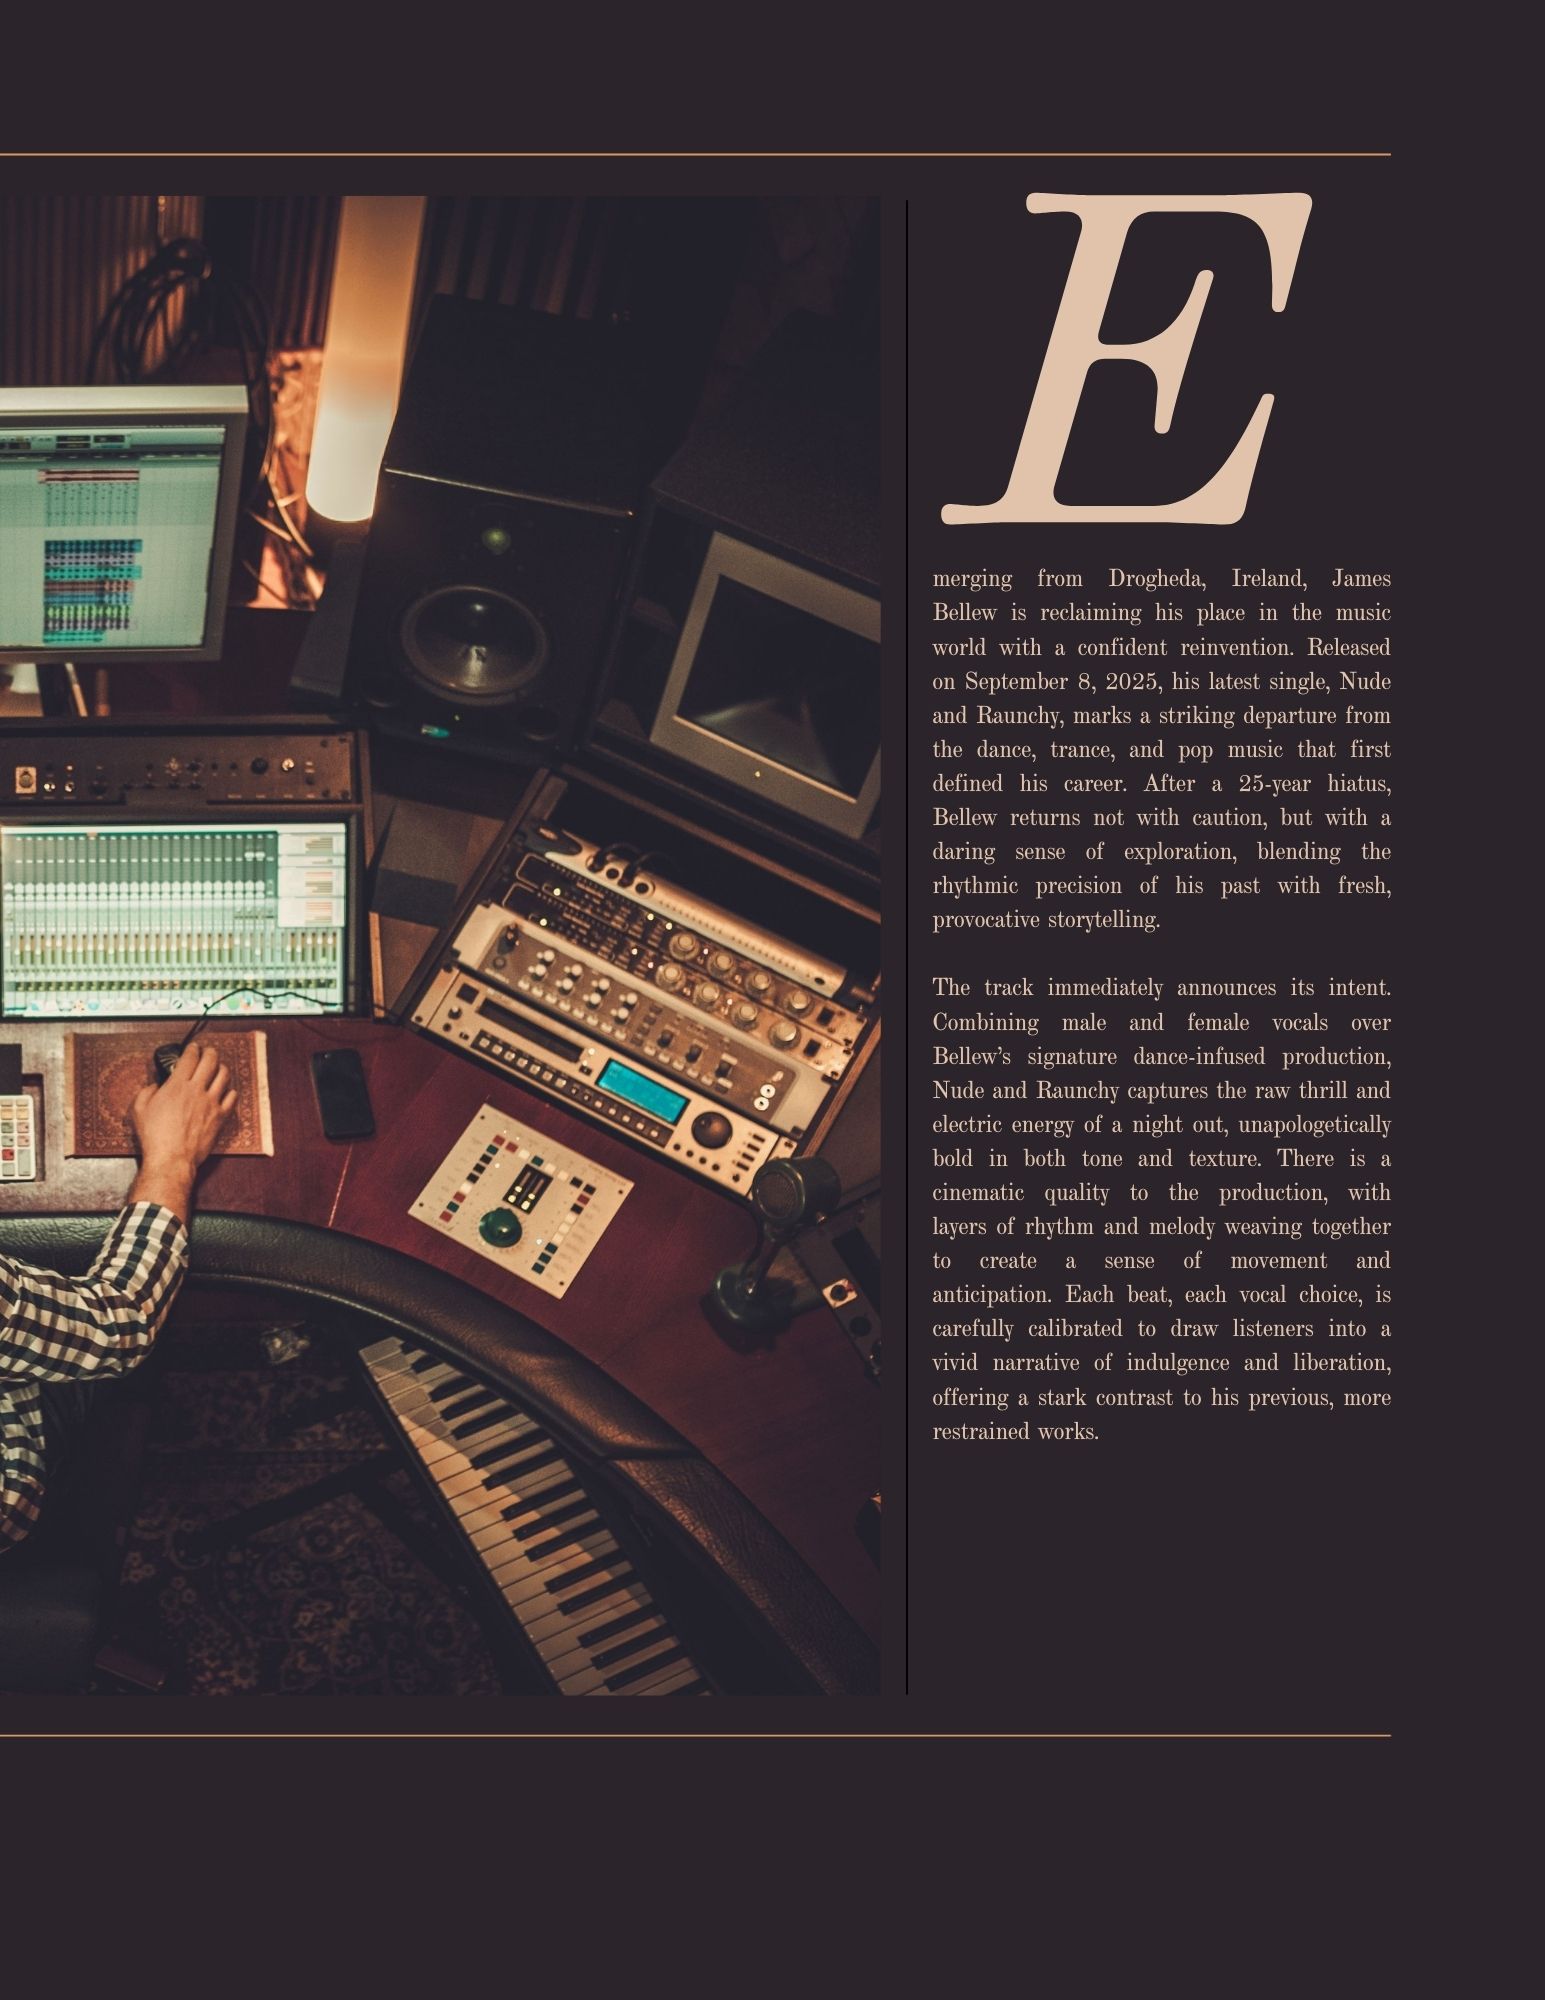 E
merging from Drogheda, Ireland, James
Bellew is reclaiming his place in the music
world with a confident reinvention. Released
on September 8, 2025, his latest single, Nude
and Raunchy, marks a striking departure from
the dance, trance, and pop music that first
defined his career. After a 25-year hiatus,
Bellew returns not with caution, but with a
daring sense of exploration, blending the
rhythmic precision of his past with fresh,
provocative storytelling.
The track immediately announces its intent.
Combining male and female vocals over
Bellew’s signature dance-infused production,
Nude and Raunchy captures the raw thrill and
electric energy of a night out, unapologetically
bold in both tone and texture. There is a
cinematic quality to the production, with
layers of rhythm and melody weaving together
to create a sense of movement and
anticipation. Each beat, each vocal choice, is
carefully calibrated to draw listeners into a
vivid narrative of indulgence and liberation,
offering a stark contrast to his previous, more
restrained works.